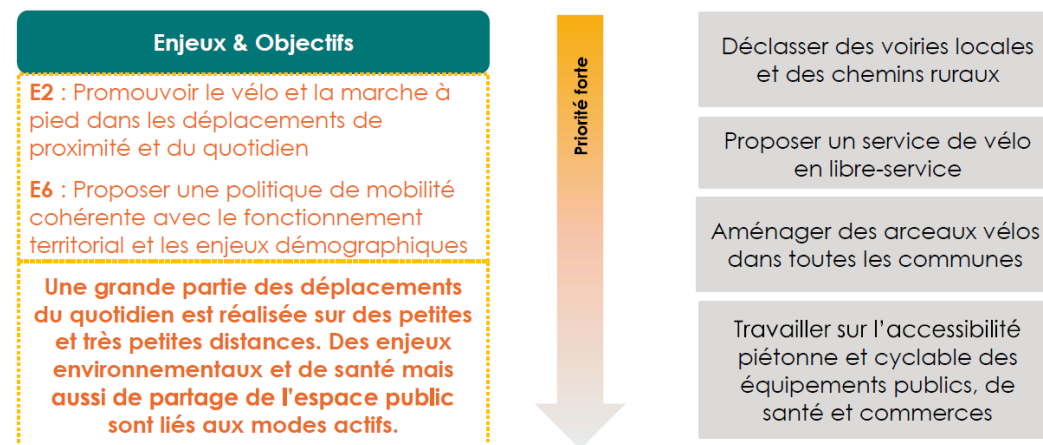 Enjeux & Objectifs
E2 : Promouvoir le vélo et la marche à
pied dans les déplacements de
proximité et du quotidien
E6 : Proposer une politique de mobilité
cohérente avec le fonctionnement
territorial et les enjeux démographiques
Une grande partie des déplacements
du quotidien est réalisée sur des petites
et très petites distances. Des enjeux
environnementaux et de santé mais
aussi de partage de l'espace public
sont liés aux modes actifs.
Priorité forte
Déclasser des voiries locales
et des chemins ruraux
Proposer un service de vélo
en libre-service
Aménager des arceaux vélos
dans toutes les communes
Travailler sur l'accessibilité
piétonne et cyclable des
équipements publics, de
santé et commerces